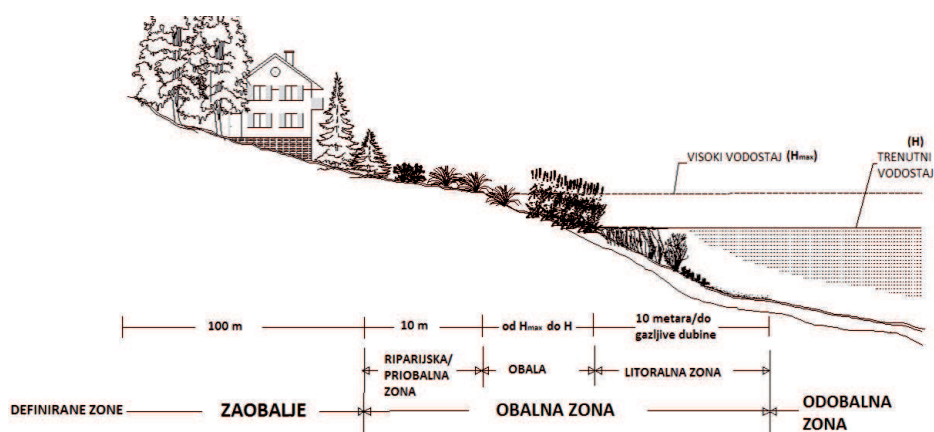 VISOKI VODOSTAJ (Hmax)
(H)
TRENUTNI
VODOSTAJ
100 m
10 m
od Hmax do H
10 metara/do
gazljive dubine
RIPARIJSKA/
PRIOBALNA
ZONA
OBALA
LITORALNA ZONA
DEFINIRANE ZONE
ZAOBALJE
OBALNA ZONA
ODOBALNA
ZONA